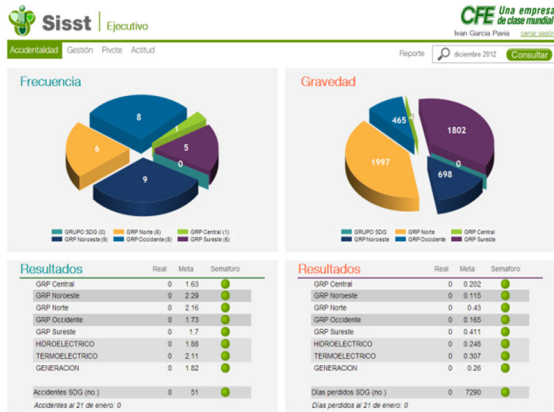 Sisst Ejecutivo
CFE Una empresa de clase mundial
Ivan Garcia Pavia cerrar sesión
Accidentalidad Gestión Pivote Actitud
Reporte diciembre 2012 Consultar
Frecuencia
8
1
5
0
9
6
GRUPO SDG (0) GRP Norte (6) GRP Central (1)
GRP Noroeste (9) GRP Occidente (8) GRP Sureste (6)
Gravedad
465
1802
0
698
1997
GRUPO SDG GRP Norte GRP Central
GRP Noroeste GRP Occidente GRP Sureste
Resultados Real Meta Semaforo
GRP Central 0 1.63
GRP Noroeste 0 2.29
GRP Norte 0 2.16
GRP Occidente 0 1.73
GRP Sureste 0 1.7
HIDROELECTRICO 0 1.88
TERMOELECTRICO 0 2.11
GENERACION 0 1.82
Accidentes SDG (no.) 0 51
Accidentes al 21 de enero: 0
Resultados Real Meta Semaforo
GRP Central 0 0.202
GRP Noroeste 0 0.115
GRP Norte 0 0.43
GRP Occidente 0 0.165
GRP Sureste 0 0.411
HIDROELECTRICO 0 0.248
TERMOELECTRICO 0 0.307
GENERACION 0 0.26
Días perdidos SDG (no.) 0 7290
Días perdidos al 21 de enero: 0